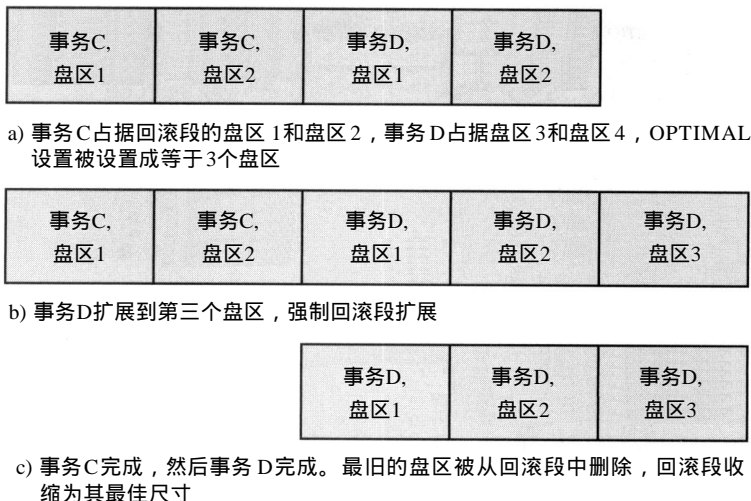 事务C, 事务C, 事务D, 事务D,
盘区1 盘区2 盘区1 盘区2
a) 事务C占据回滚段的盘区 1和盘区 2，事务 D占据盘区 3和盘区 4，OPTIMAL
设置被设置成等于3个盘区
事务C, 事务C, 事务D, 事务D, 事务D,
盘区1 盘区2 盘区1 盘区2 盘区3
b) 事务D扩展到第三个盘区，强制回滚段扩展
事务D, 事务D, 事务D,
盘区1 盘区2 盘区3
c) 事务C完成，然后事务 D完成。最旧的盘区被从回滚段中删除，回滚段收
缩为其最佳尺寸